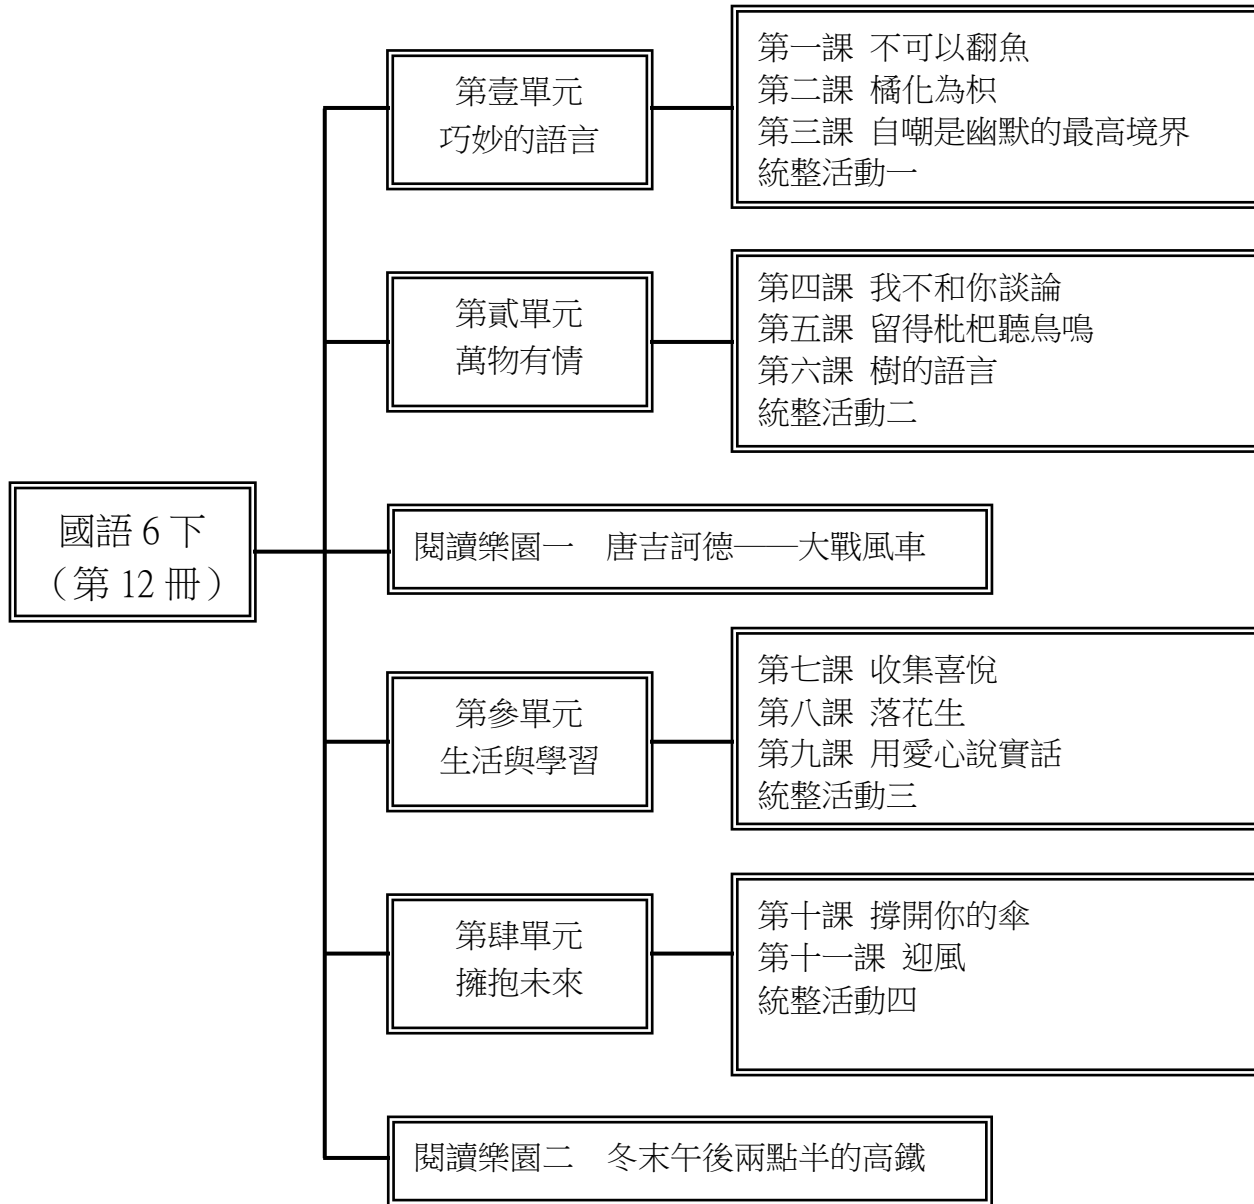 國語 6 下
（第 12 冊）
第壹單元
巧妙的語言
第一課 不可以翻魚
第二課 橘化為枳
第三課 自嘲是幽默的最高境界
統整活動一
第貳單元
萬物有情
第四課 我不和你談論
第五課 留得枇杷聽鳥鳴
第六課 樹的語言
統整活動二
閱讀樂園一　唐吉訶德——大戰風車
第參單元
生活與學習
第七課 收集喜悅
第八課 落花生
第九課 用愛心說實話
統整活動三
第肆單元
擁抱未來
第十課 撐開你的傘
第十一課 迎風
統整活動四
閱讀樂園二　冬末午後兩點半的高鐵